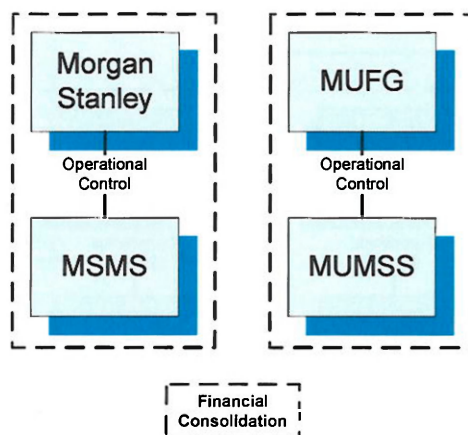 Morgan
Stanley
Operational
Control
MSMS
MUFG
Operational
Control
MUMSS
Financial
Consolidation